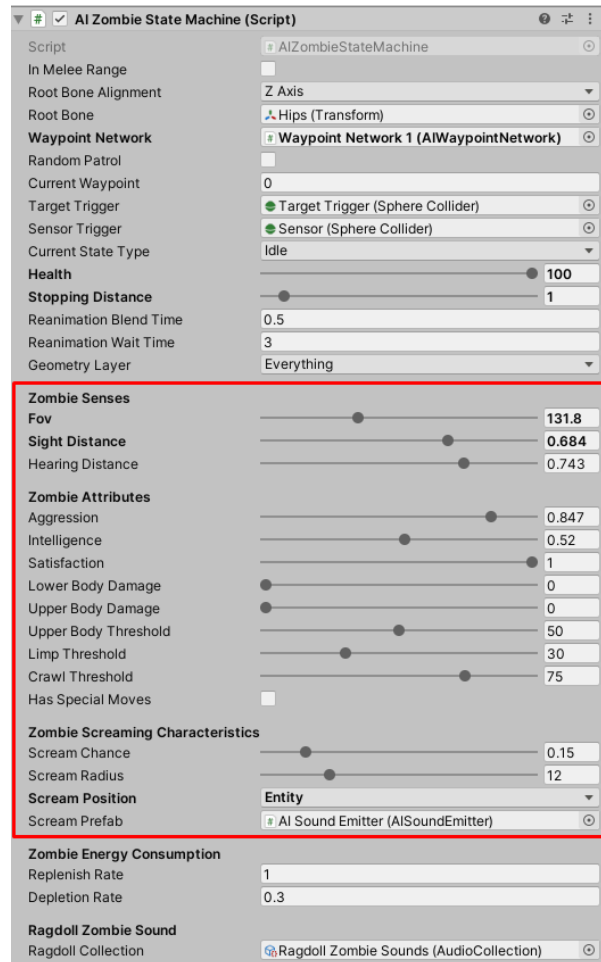 AI Zombie State Machine (Script)
Script AIZombieStateMachine
In Melee Range
Root Bone Alignment Z Axis
Root Bone Hips (Transform)
Waypoint Network Waypoint Network 1 (AIWaypointNetwork)
Random Patrol
Current Waypoint 0
Target Trigger Target Trigger (Sphere Collider)
Sensor Trigger Sensor (Sphere Collider)
Current State Type Idle
Health 100
Stopping Distance 1
Reanimation Blend Time 0.5
Reanimation Wait Time 3
Geometry Layer Everything
Zombie Senses
Fov 131.8
Sight Distance 0.684
Hearing Distance 0.743
Zombie Attributes
Aggression 0.847
Intelligence 0.52
Satisfaction 1
Lower Body Damage 0
Upper Body Damage 0
Upper Body Threshold 50
Limp Threshold 30
Crawl Threshold 75
Has Special Moves
Zombie Screaming Characteristics
Scream Chance 0.15
Scream Radius 12
Scream Position Entity
Scream Prefab AI Sound Emitter (AISoundEmitter)
Zombie Energy Consumption
Replenish Rate 1
Depletion Rate 0.3
Ragdoll Zombie Sound
Ragdoll Collection Ragdoll Zombie Sounds (AudioCollection)